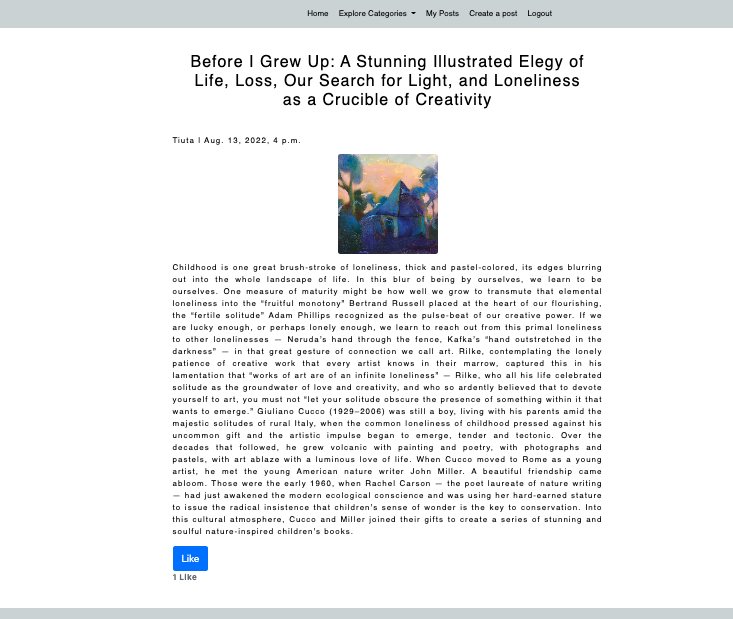 Home Explore Categories My Posts Create a post Logout
Before I Grew Up: A Stunning Illustrated Elegy of
Life, Loss, Our Search for Light, and Loneliness
as a Crucible of Creativity
Tiuta | Aug. 13, 2022, 4 p.m.
Childhood is one great brush-stroke of loneliness, thick and pastel-colored, its edges blurring
out into the whole landscape of life. In this blur of being by ourselves, we learn to be
ourselves. One measure of maturity might be how well we grow to transmute that elemental
loneliness into the “fruitful monotony” Bertrand Russell placed at the heart of our flourishing,
the “fertile solitude” Adam Phillips recognized as the pulse-beat of our creative power. If we
are lucky enough, or perhaps lonely enough, we learn to reach out from this primal loneliness
to other lonelinesses — Neruda’s hand through the fence, Kafka’s “hand outstretched in the
darkness” — in that great gesture of connection we call art. Rilke, contemplating the lonely
patience of creative work that every artist knows in their marrow, captured this in his
lamentation that “works of art are of an infinite loneliness” — Rilke, who all his life celebrated
solitude as the groundwater of love and creativity, and who so ardently believed that to devote
yourself to art, you must not “let your solitude obscure the presence of something within it that
wants to emerge.” Giuliano Cucco (1929–2006) was still a boy, living with his parents amid the
majestic solitudes of rural Italy, when the common loneliness of childhood pressed against his
uncommon gift and the artistic impulse began to emerge, tender and tectonic. Over the
decades that followed, he grew volcanic with painting and poetry, with photographs and
pastels, with art ablaze with a luminous love of life. When Cucco moved to Rome as a young
artist, he met the young American nature writer John Miller. A beautiful friendship came
abloom. Those were the early 1960, when Rachel Carson — the poet laureate of nature writing
— had just awakened the modern ecological conscience and was using her hard-earned stature
to issue the radical insistence that children’s sense of wonder is the key to conservation. Into
this cultural atmosphere, Cucco and Miller joined their gifts to create a series of stunning and
soulful nature-inspired children’s books.
Like
1 Like